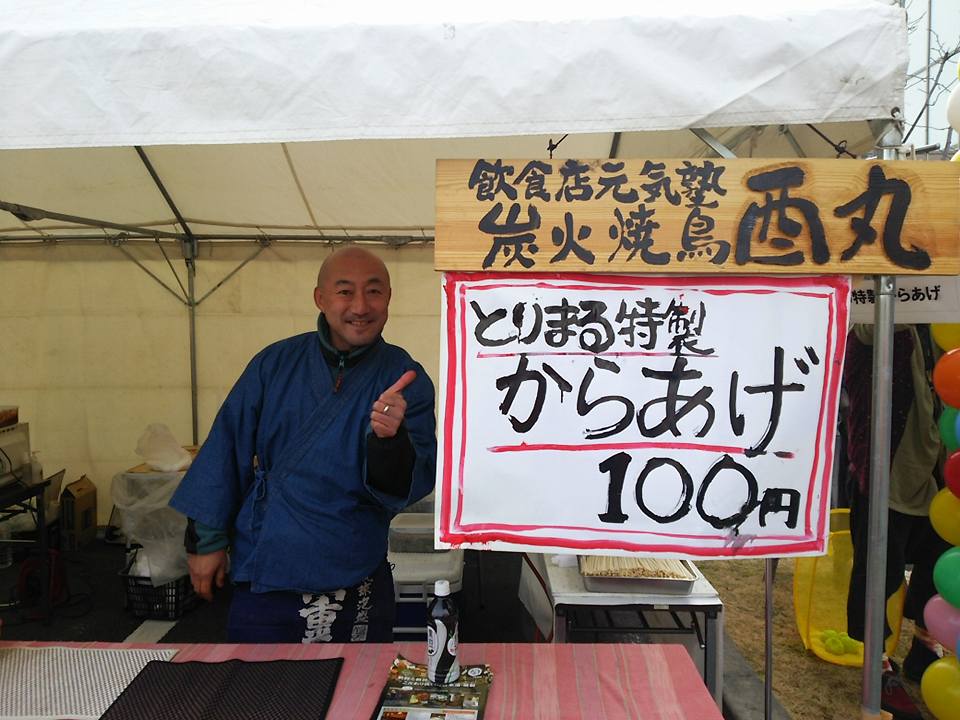 飲食店元気塾
炭火焼鳥 酉丸
とりまる特製
からあげ
100円
特製からあげ